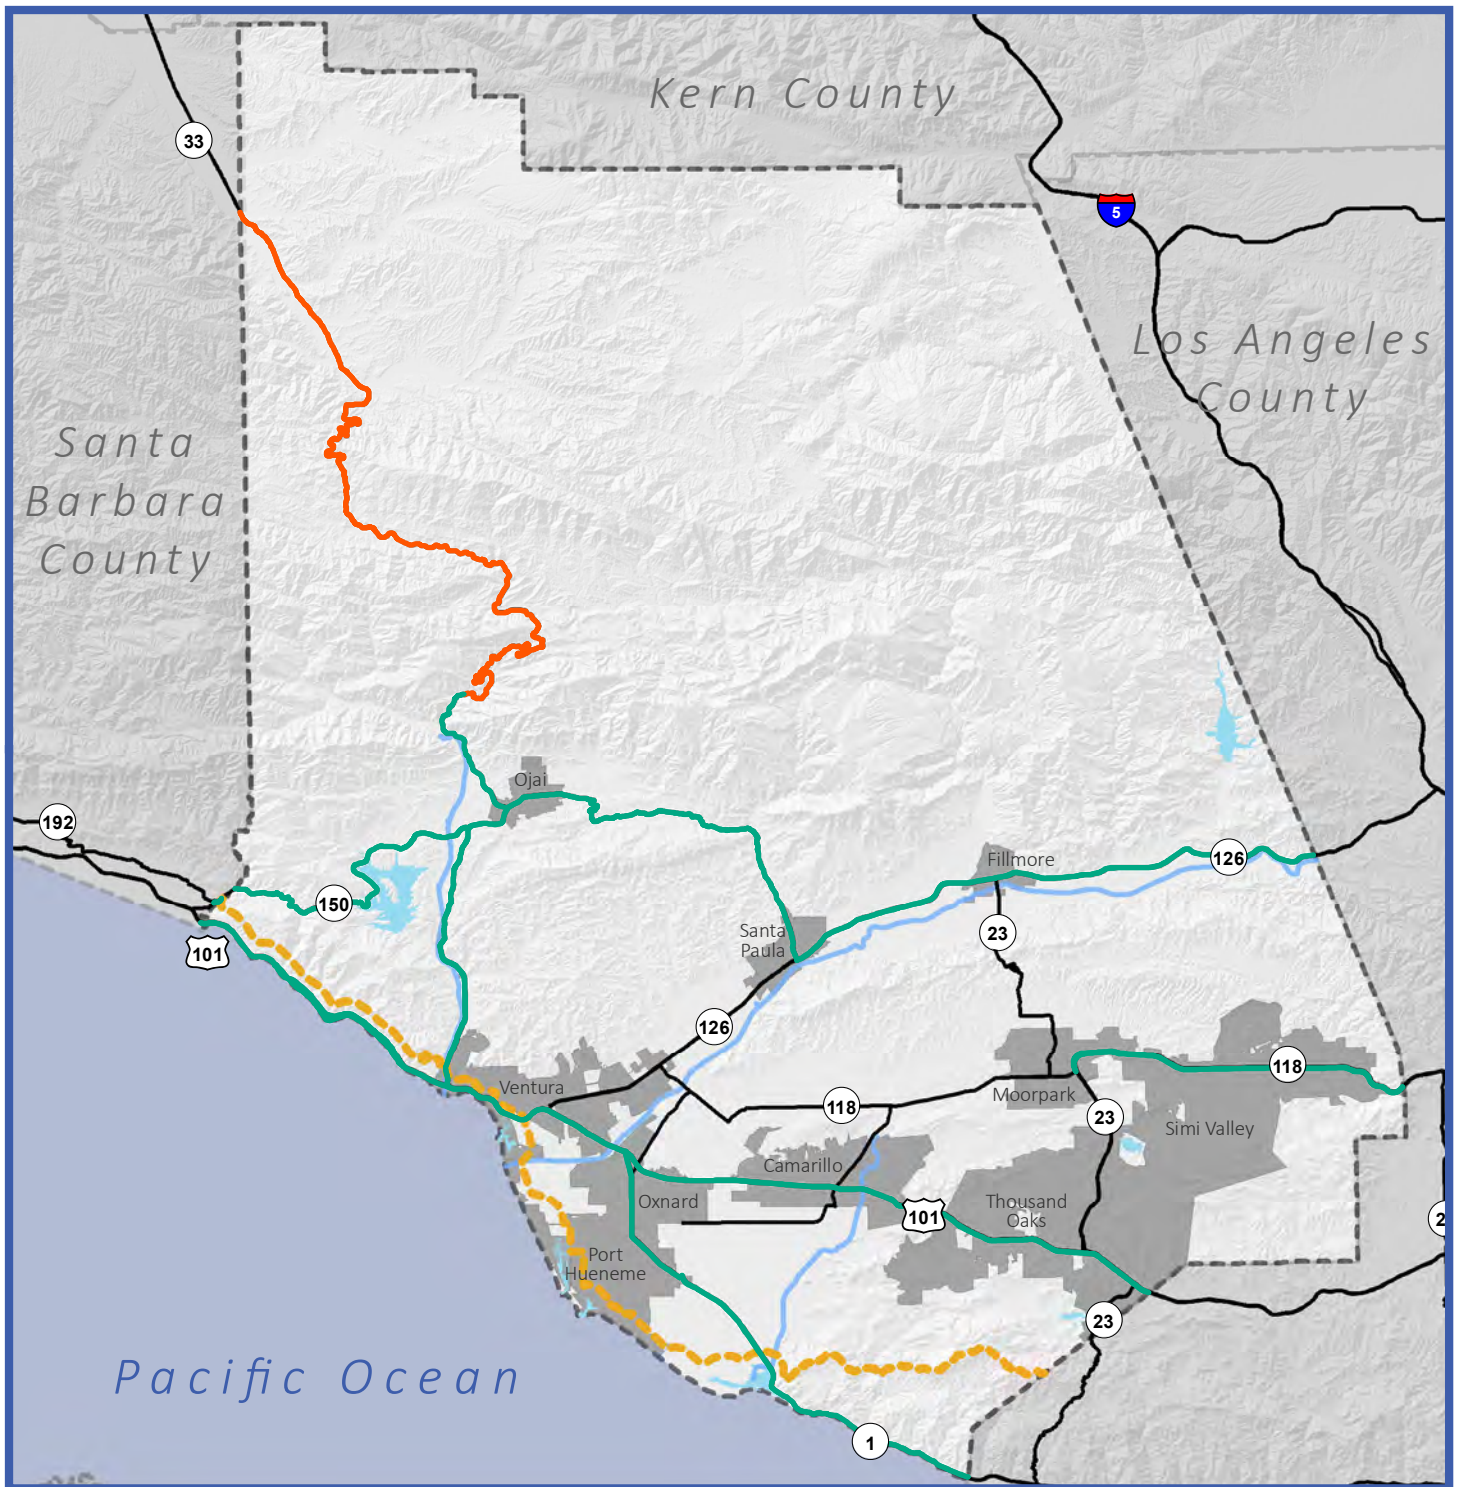 Kern County
33
5
Los Angeles
County
Santa
Barbara
County
Ojai
192
Fillmore
126
150
23
Santa
Paula
101
126
118
Ventura
Moorpark
118
23
Simi Valley
Camarillo
Oxnard
Thousand
Oaks
101
2
Port
Hueneme
23
Pacific Ocean
1